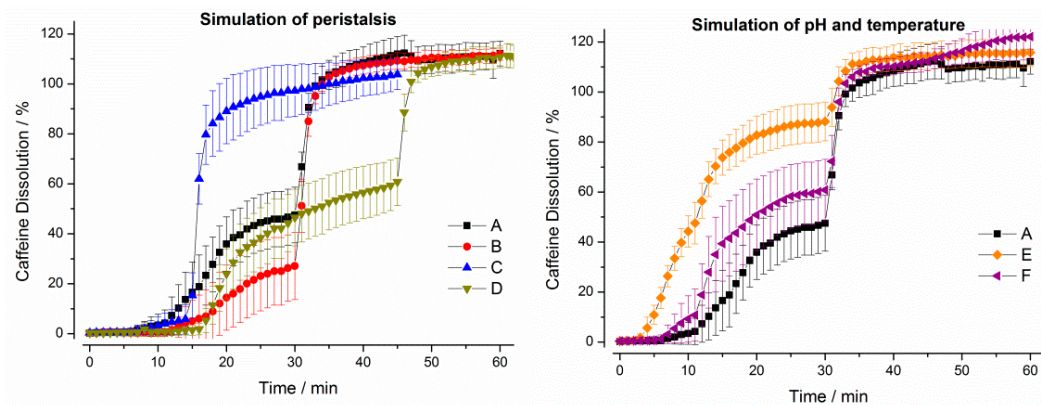 Simulation of peristalsis
120
100
80
60
40
20
0
Caffeine Dissolution / %
A
B
C
D
0 10 20 30 40 50 60
Time / min
Simulation of pH and temperature
120
100
80
60
40
20
0
Caffeine Dissolution / %
A
E
F
0 10 20 30 40 50 60
Time / min